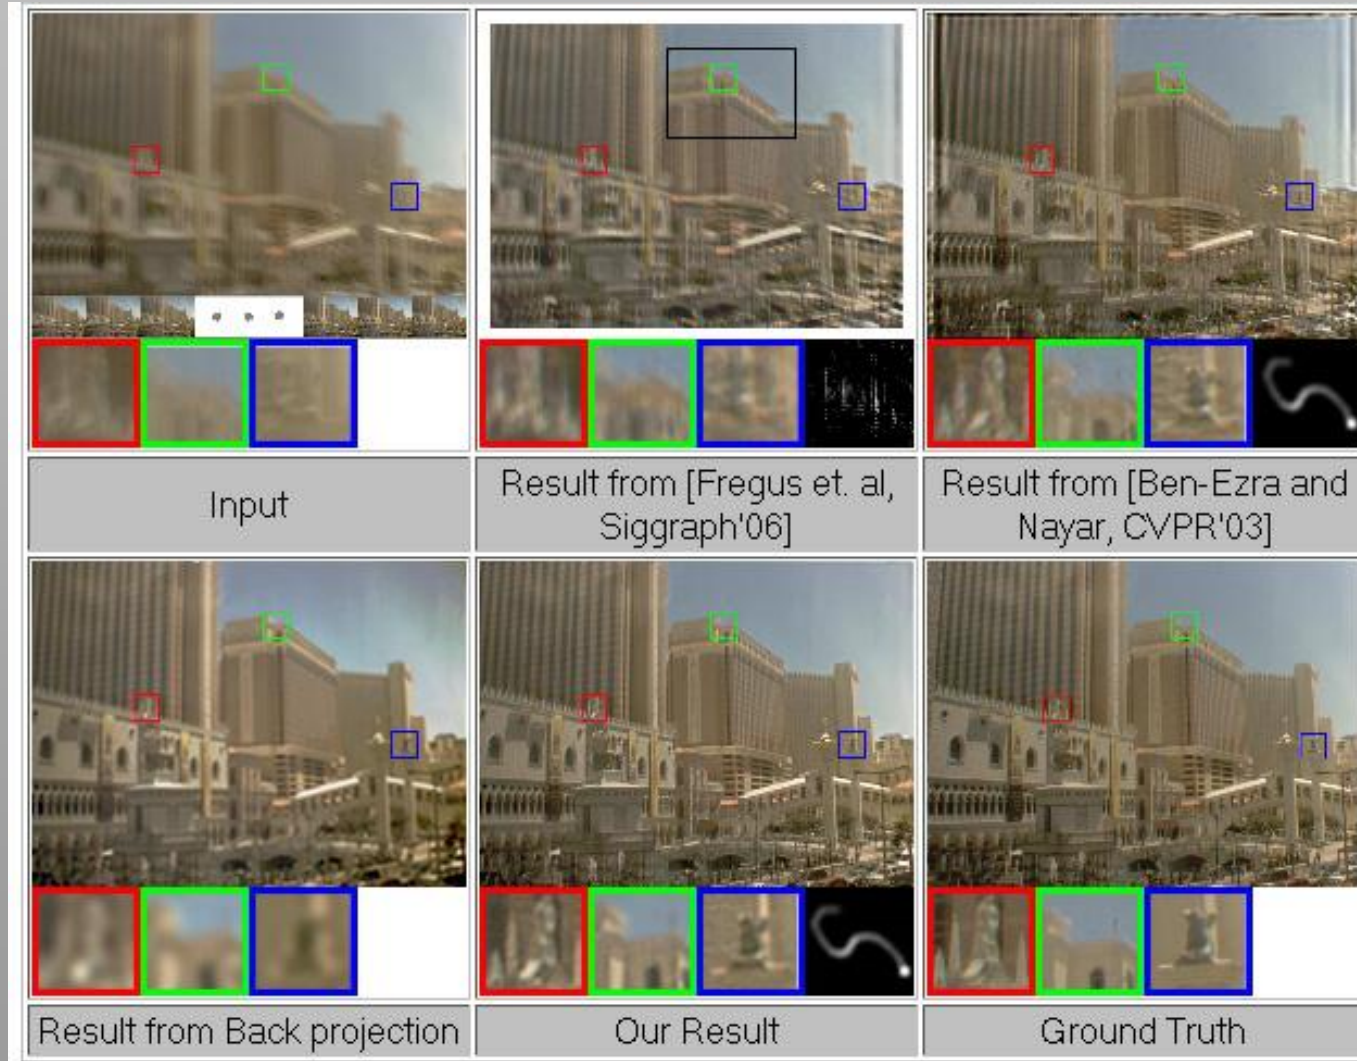 Input
Result from [Fregus et. al,
Siggraph'06]
Result from [Ben-Ezra and
Nayar, CVPR'03]
Result from Back projection
Our Result
Ground Truth